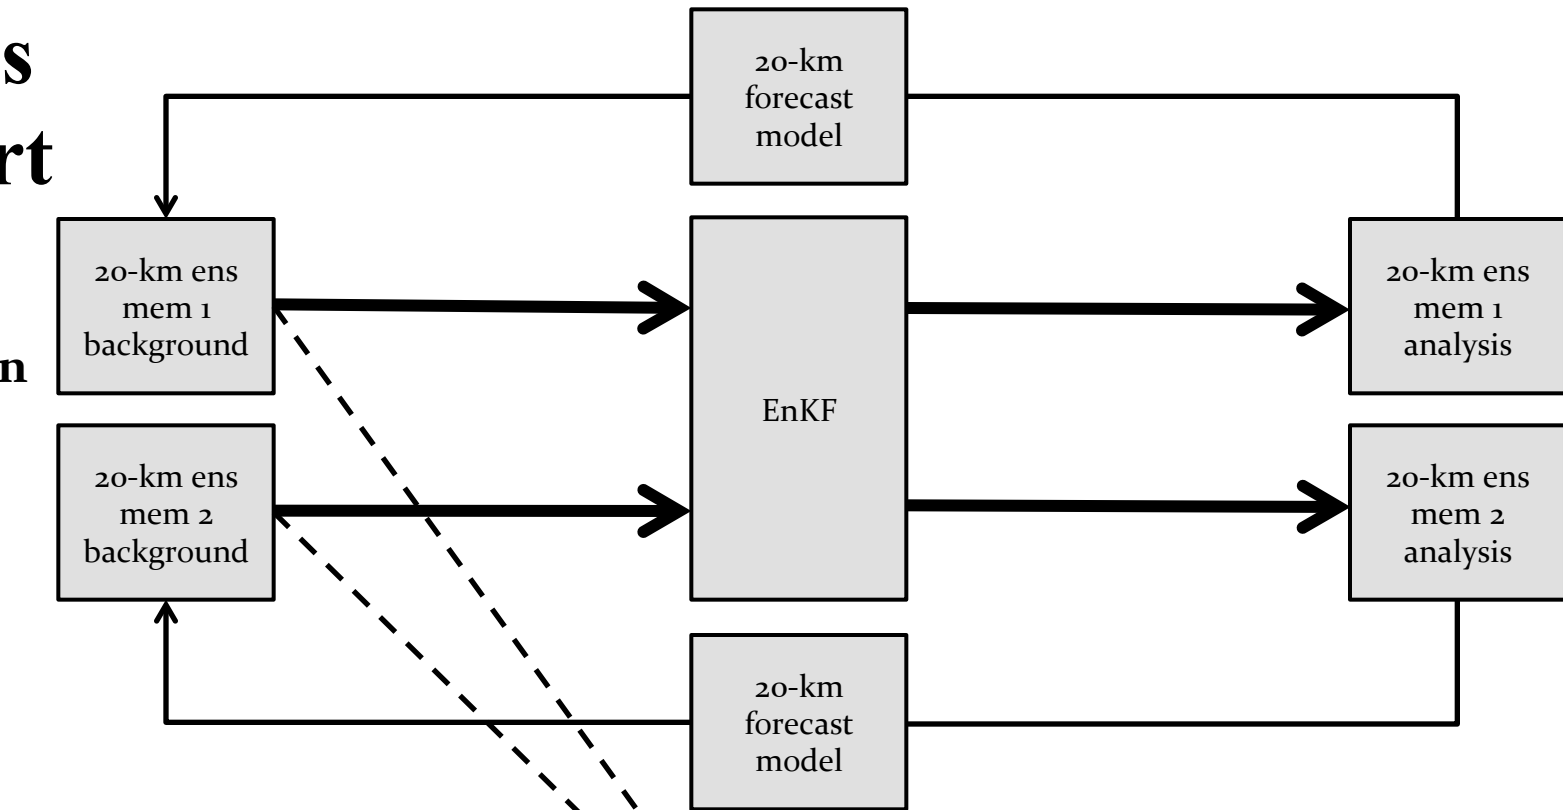 s
rt
n
20-km
forecast
model
20-km ens
mem 1
background
EnKF
20-km ens
mem 1
analysis
20-km ens
mem 2
background
20-km ens
mem 2
analysis
20-km
forecast
model